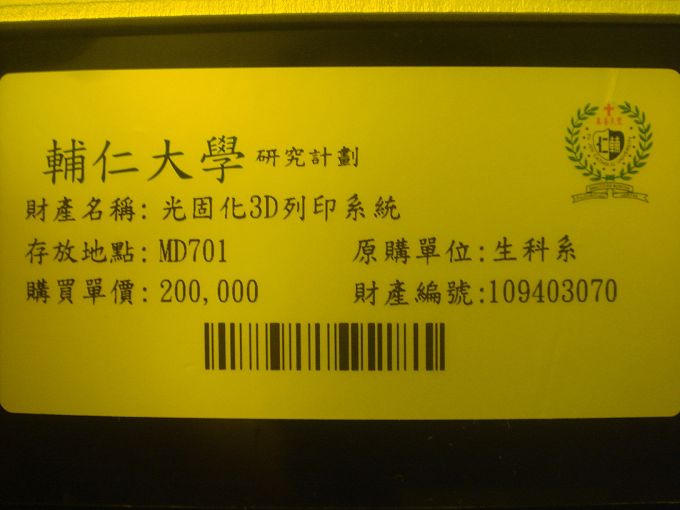 輔仁大學 研究計劃
財產名稱: 光固化3D列印系統
存放地點: MD701 原購單位: 生科系
購買單價: 200,000 財產編號:109403070
仁 輔